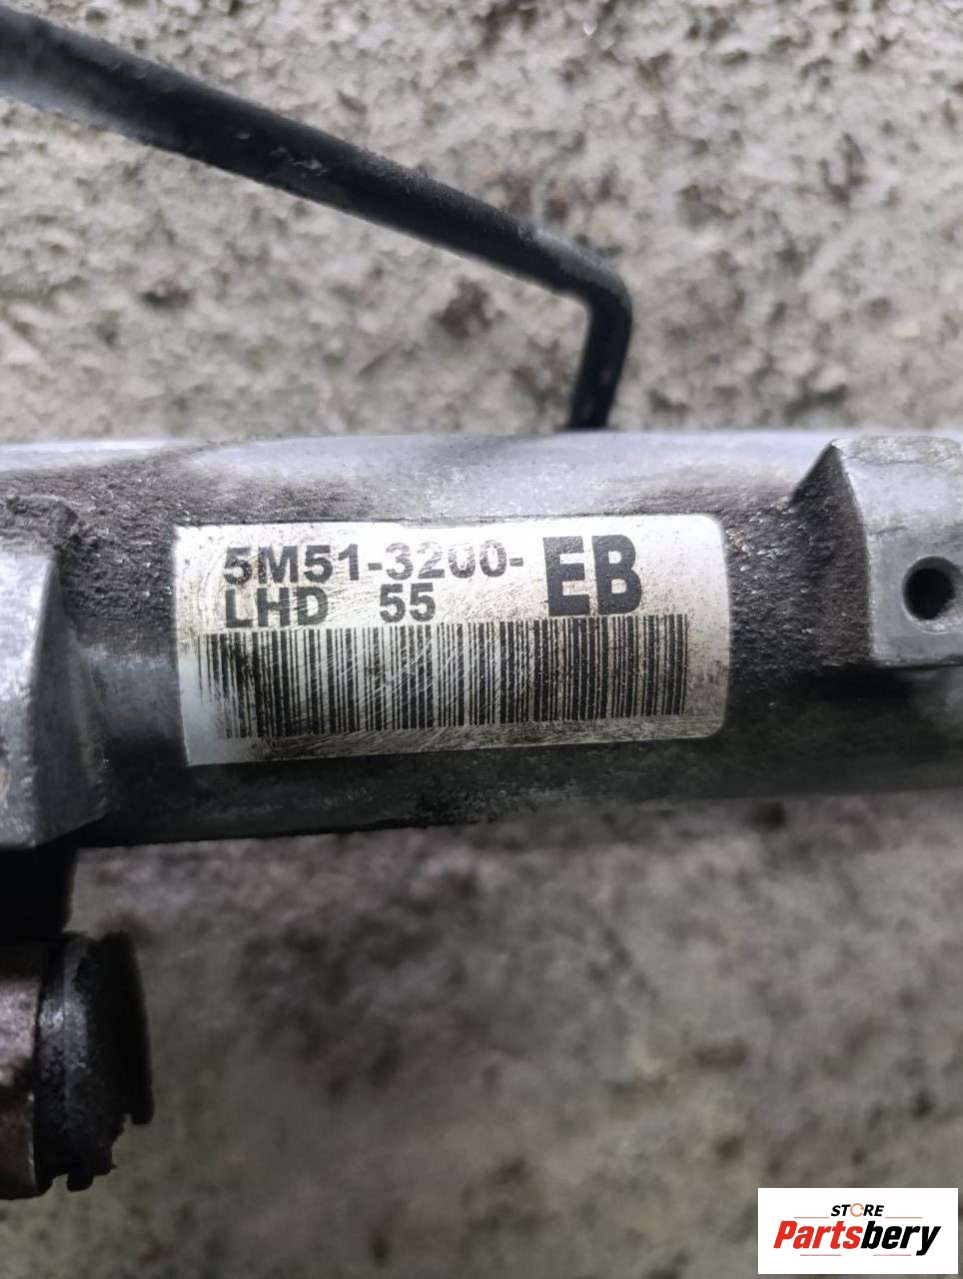 5M51-3200-EB
LHD 55
STORE
Partsbery